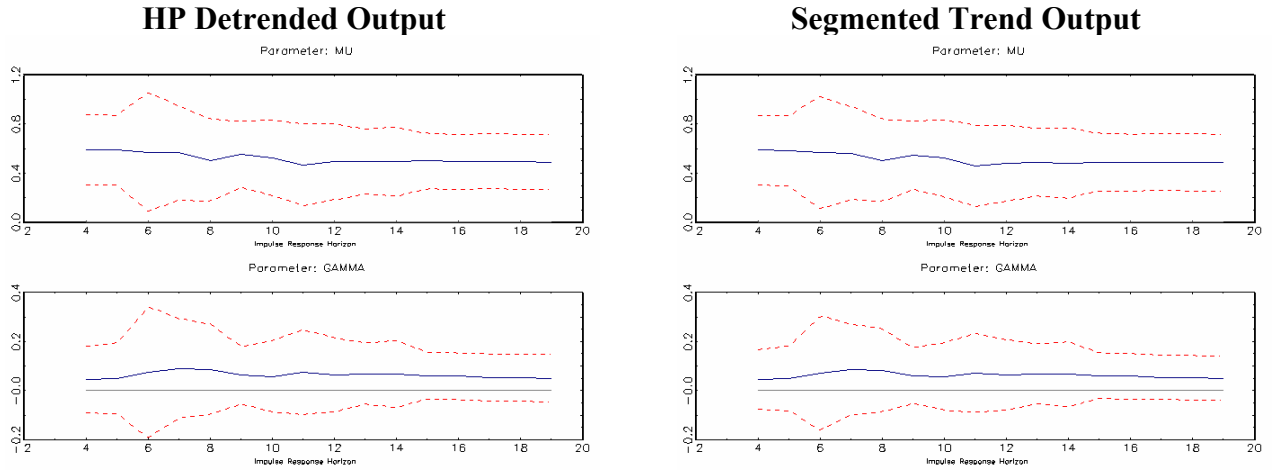 HP Detrended Output
Segmented Trend Output
Parameter: MU
Parameter: MU
1.2
0.8
0.4
0.0
2 4 6 8 10 12 14 16 18 20
Impulse Response Horizon
1.2
0.8
0.4
0.0
2 4 6 8 10 12 14 16 18 20
Impulse Response Horizon
Parameter: GAMMA
Parameter: GAMMA
0.4
0.2
-0.0
-0.2
2 4 6 8 10 12 14 16 18 20
Impulse Response Horizon
0.4
0.2
-0.0
-0.2
2 4 6 8 10 12 14 16 18 20
Impulse Response Horizon